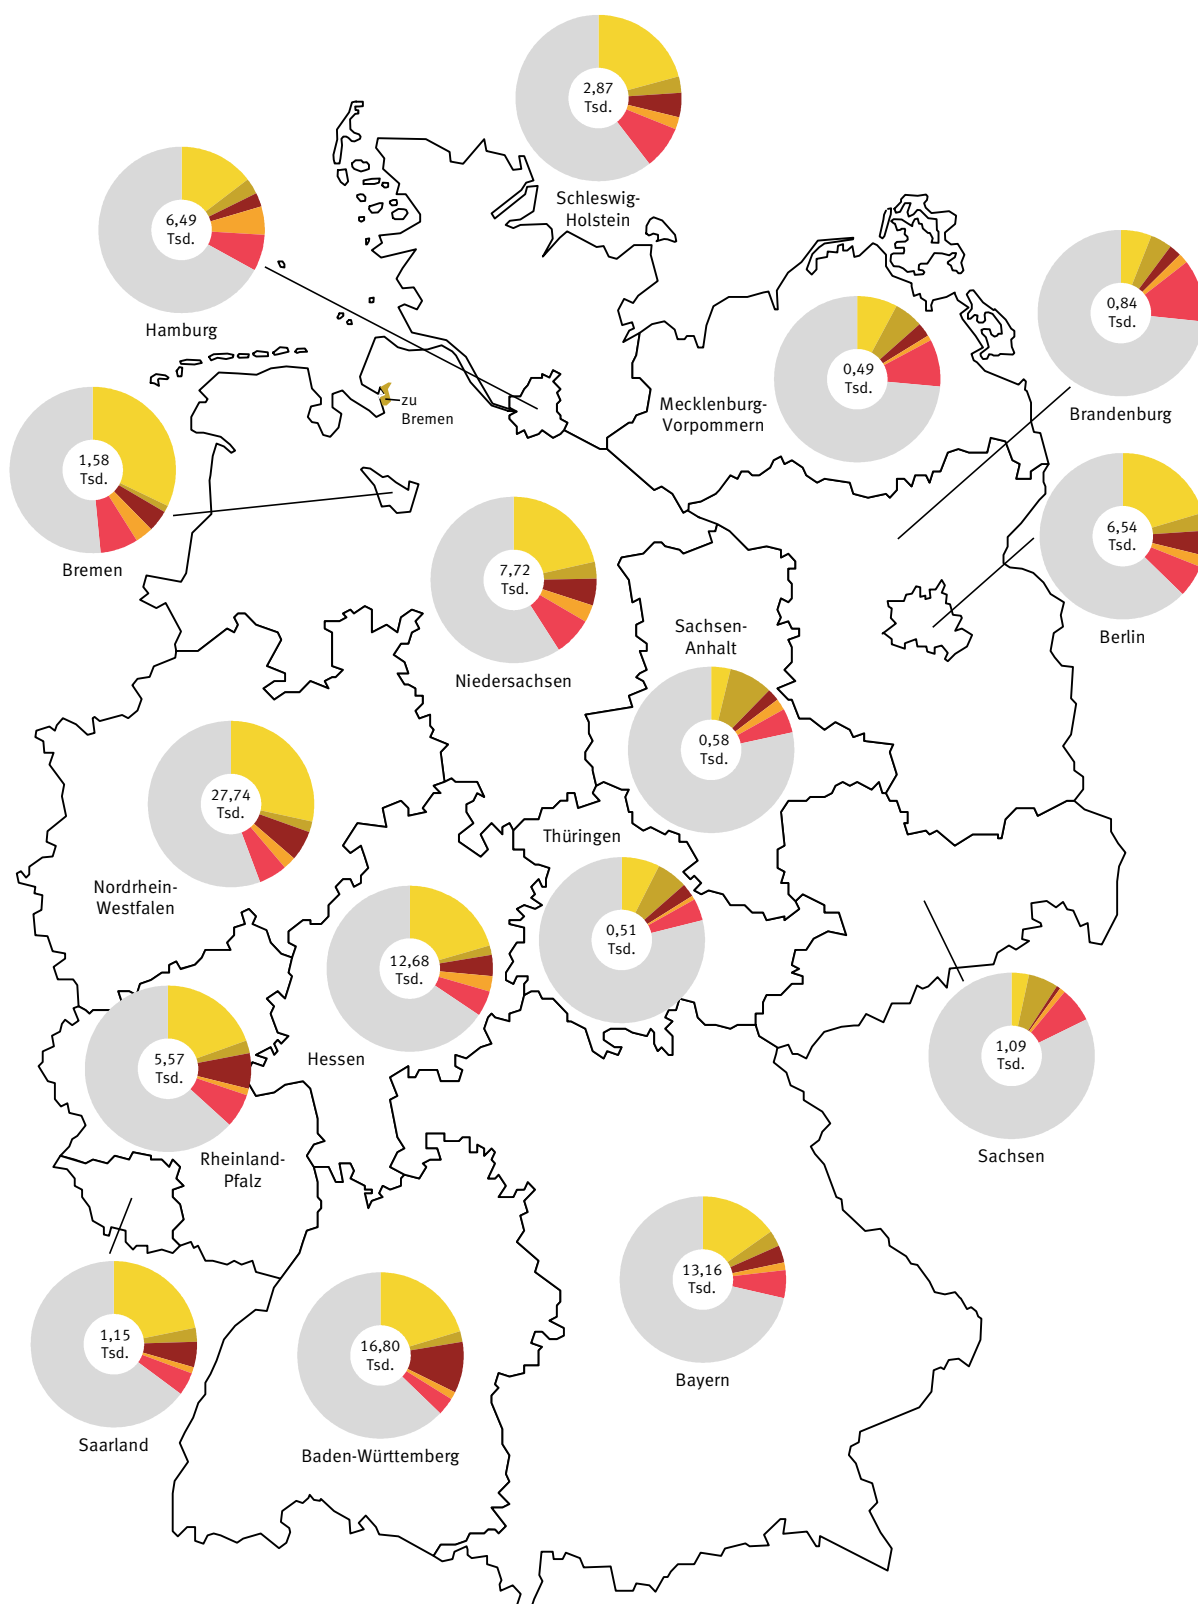 2,87
Tsd.
Schleswig-
Holstein
6,49
Tsd.
Hamburg
0,84
Tsd.
Brandenburg
0,49
Tsd.
Mecklenburg-
Vorpommern
zu
Bremen
1,58
Tsd.
Bremen
6,54
Tsd.
Berlin
7,72
Tsd.
Niedersachsen
Sachsen-
Anhalt
0,58
Tsd.
27,74
Tsd.
Nordrhein-
Westfalen
Thüringen
0,51
Tsd.
12,68
Tsd.
Hessen
5,57
Tsd.
Rheinland-
Pfalz
1,09
Tsd.
Sachsen
13,16
Tsd.
Bayern
1,15
Tsd.
Saarland
16,80
Tsd.
Baden-Württemberg